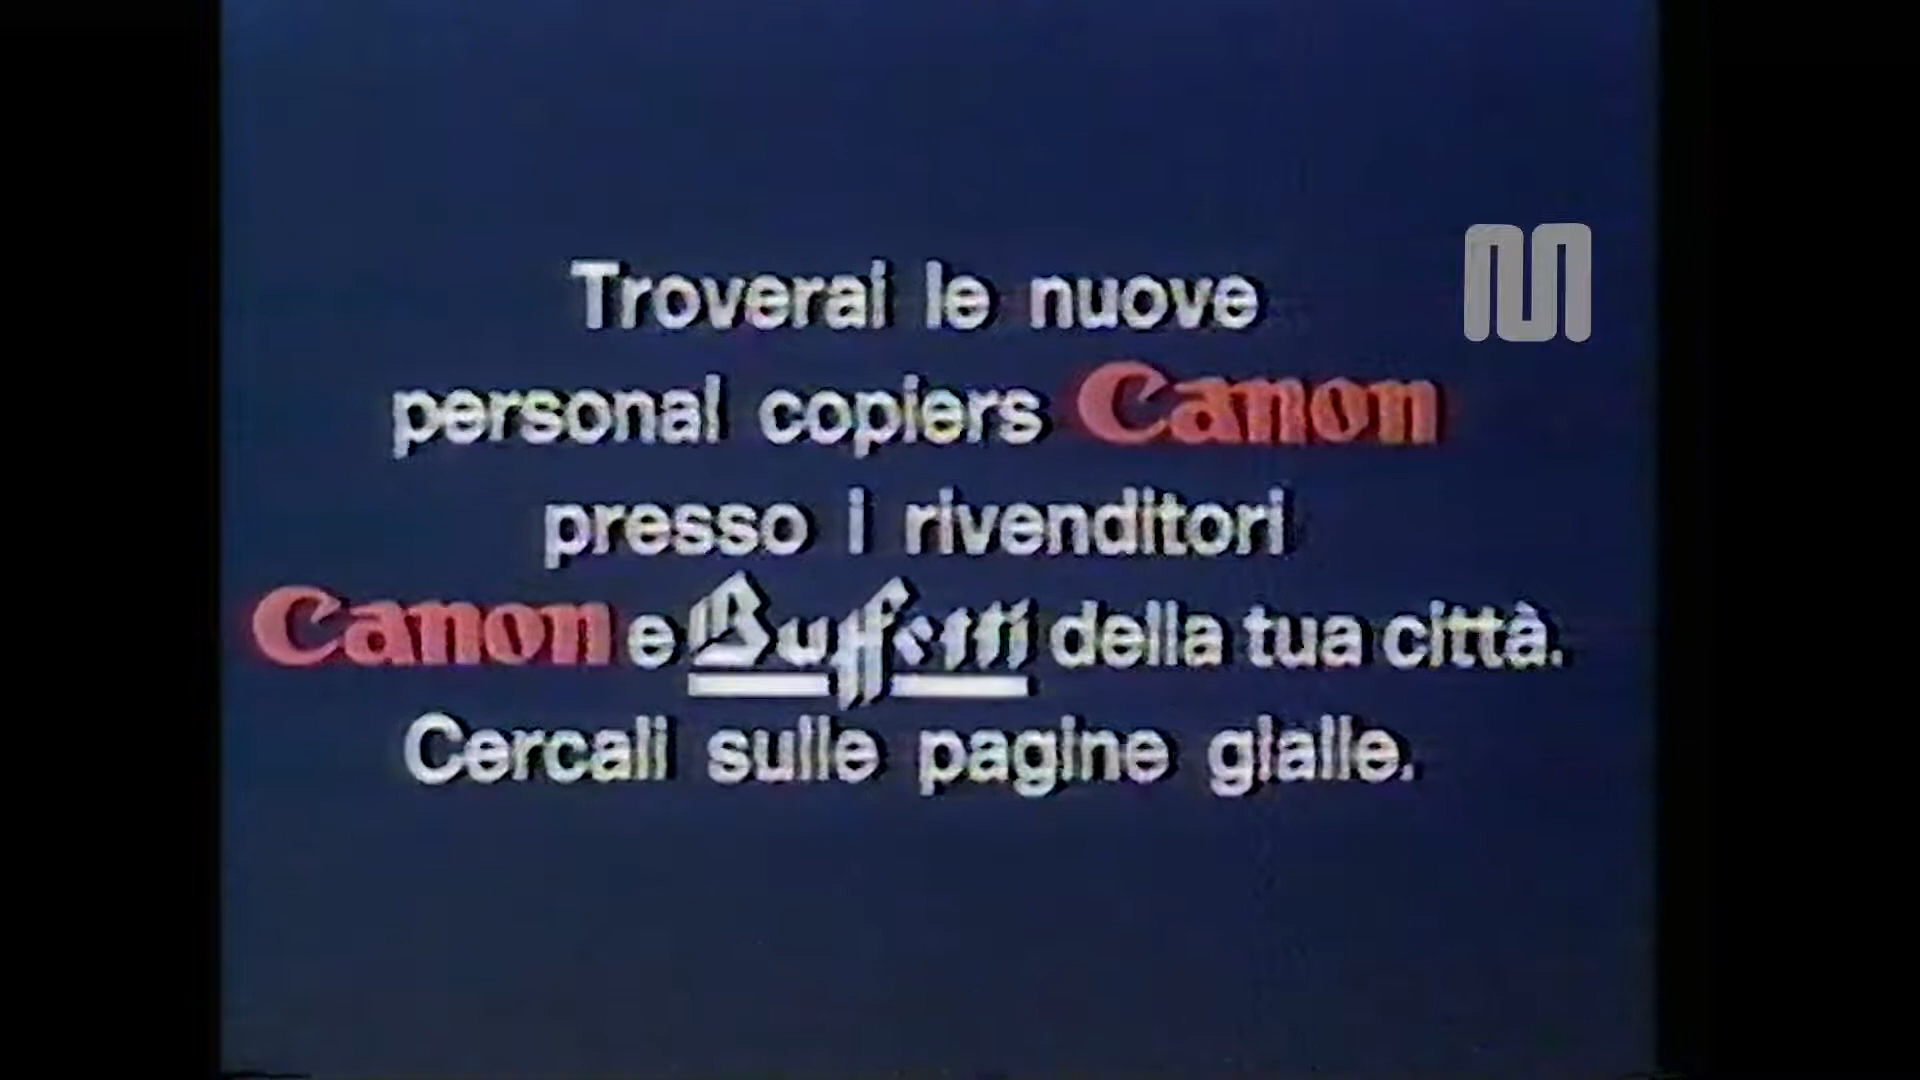 Troverai le nuove
personal copiers Canon
presso i rivenditori
Canon e Buffetti della tua città.
Cercali sulle pagine gialle.